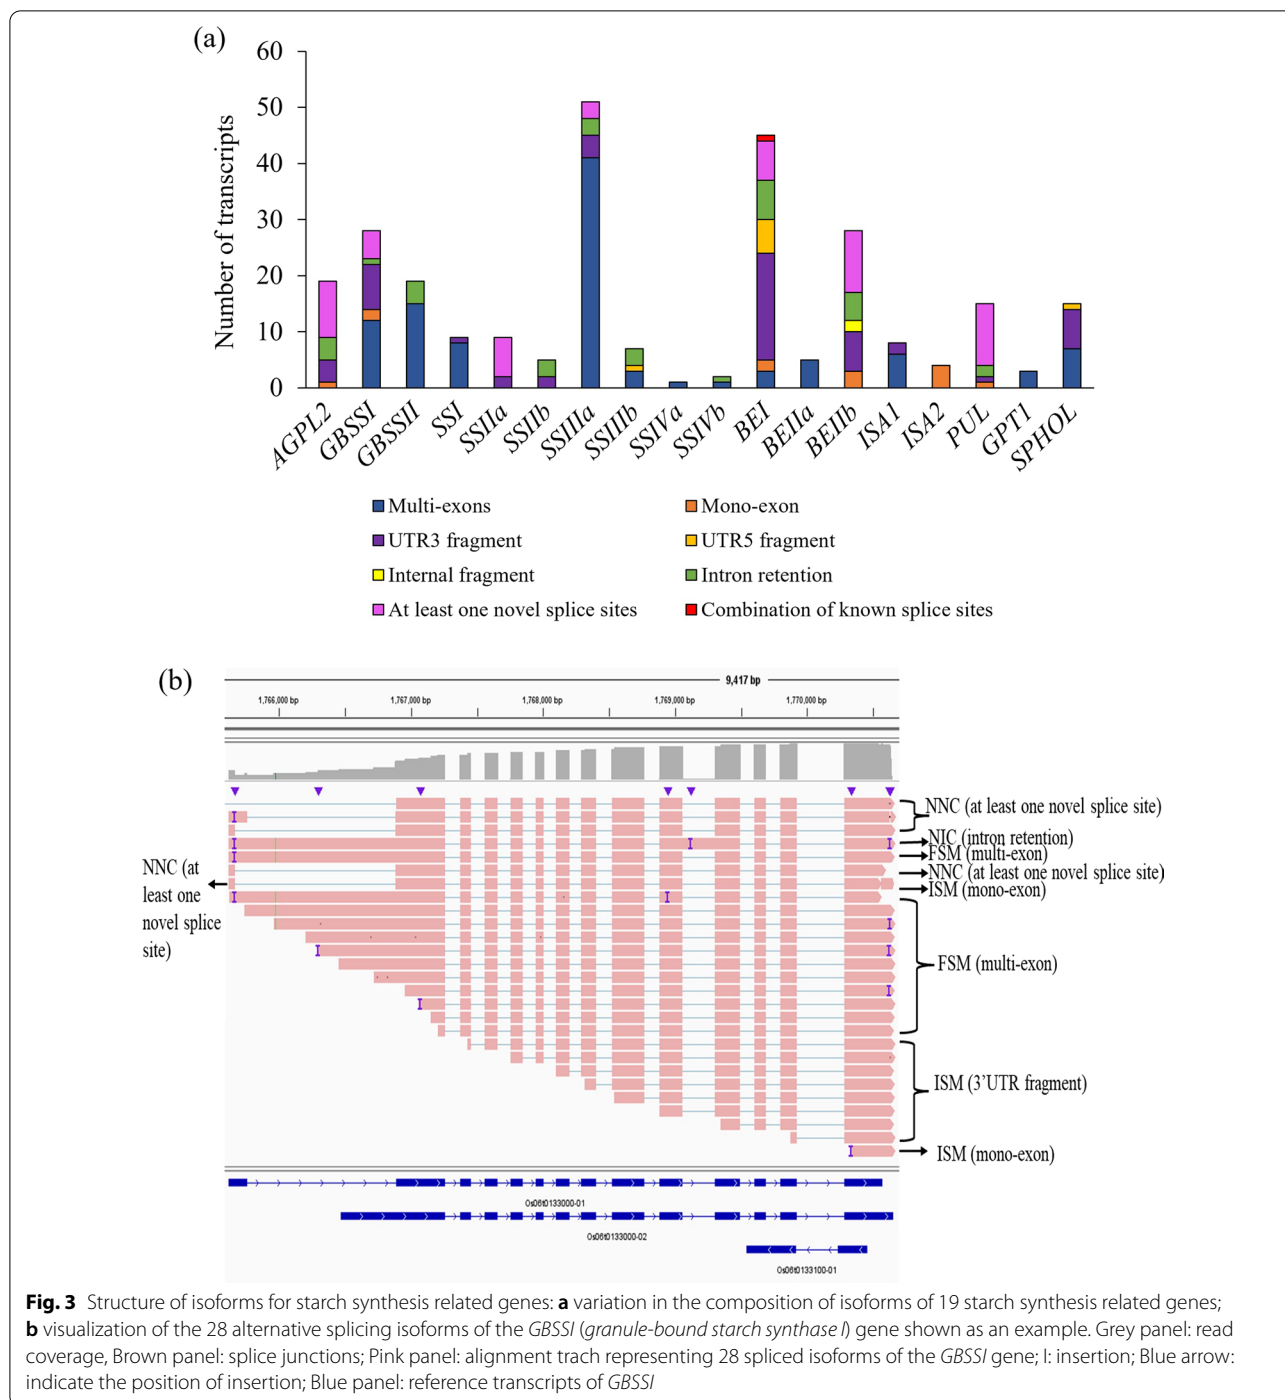 (a)
60
50
40
30
20
10
0
Number of transcripts
AGPL2
GBSSI
GBSSII
SSI
SSIIa
SSIIb
SSIIIa
SSIIIb
SSIVa
SSIVb
BEI
BEIIa
BEIIb
ISA1
ISA2
PUL
GPT1
SPHOL
Multi-exons
Mono-exon
UTR3 fragment
UTR5 fragment
Internal fragment
Intron retention
At least one novel splice sites
Combination of known splice sites
(b)
9,417 bp
1,766,000 bp
1,767,000 bp
1,768,000 bp
1,769,000 bp
1,770,000 bp
NNC (at least one novel splice site)
NIC (intron retention)
FSM (multi-exon)
NNC (at least one novel splice site)
ISM (mono-exon)
NNC (at
least one
novel splice
site)
FSM (multi-exon)
ISM (3'UTR fragment)
ISM (mono-exon)
Os06t0133000-01
Os06t0133000-02
Os06t0133100-01
Fig. 3 Structure of isoforms for starch synthesis related genes: a variation in the composition of isoforms of 19 starch synthesis related genes;
b visualization of the 28 alternative splicing isoforms of the GBSSI (granule-bound starch synthase I) gene shown as an example. Grey panel: read
coverage, Brown panel: splice junctions; Pink panel: alignment trach representing 28 spliced isoforms of the GBSSI gene; I: insertion; Blue arrow:
indicate the position of insertion; Blue panel: reference transcripts of GBSSI